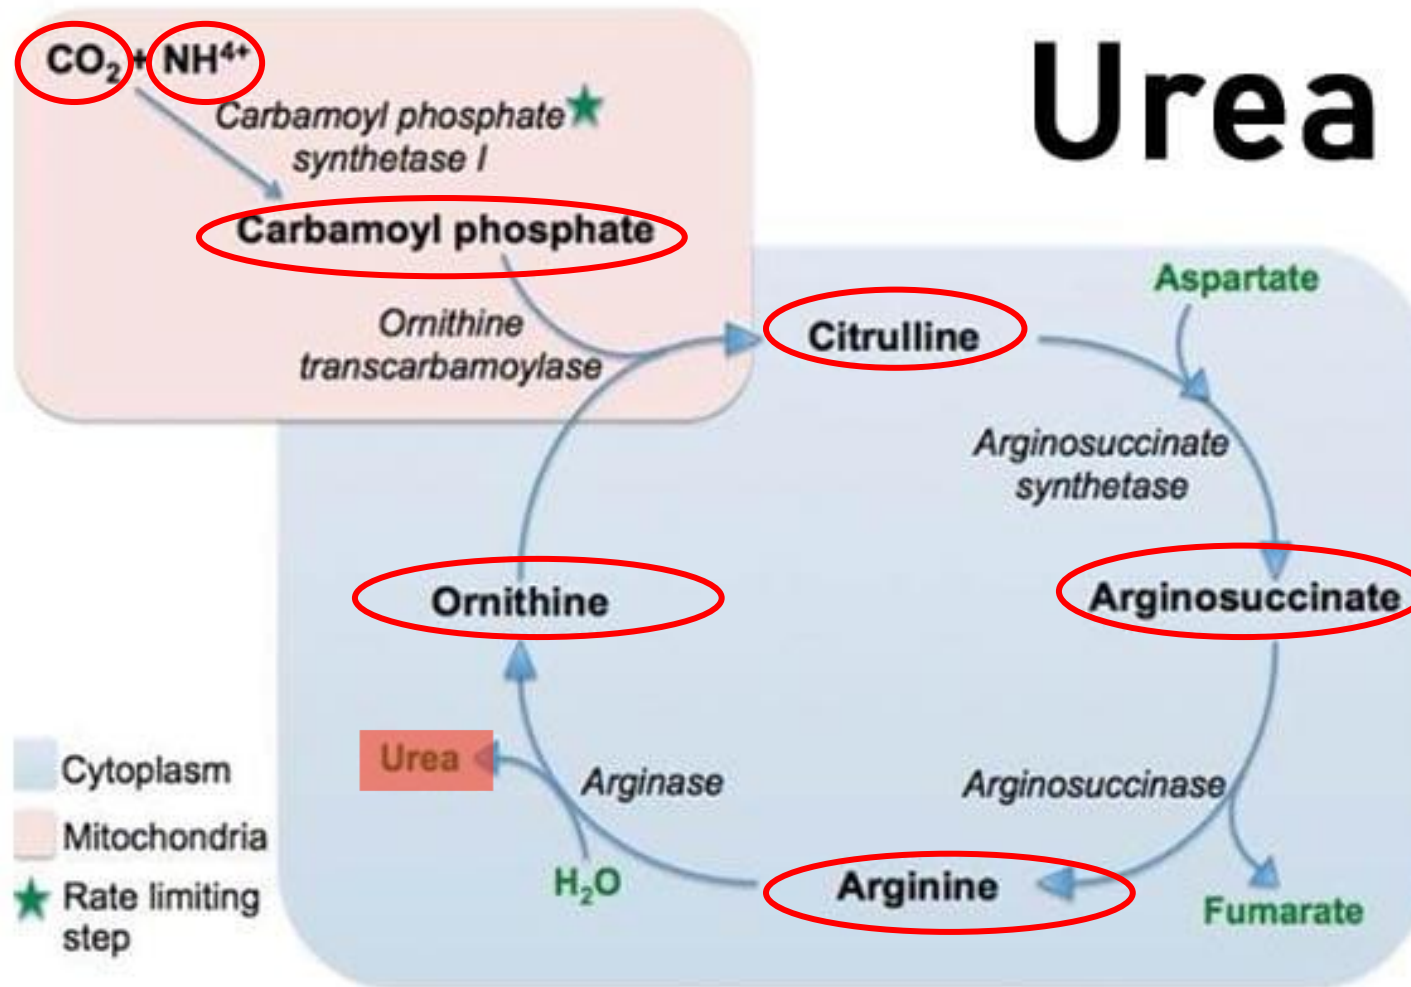 Urea
CO₂ + NH⁴⁺
Carbamoyl phosphate
synthetase I
Carbamoyl phosphate
Ornithine
transcarbamoylase
Citrulline
Aspartate
Arginosuccinate
synthetase
Ornithine
Arginosuccinate
Urea
Arginase
Arginosuccinase
H₂O
Arginine
Fumarate
Cytoplasm
Mitochondria
Rate limiting
step